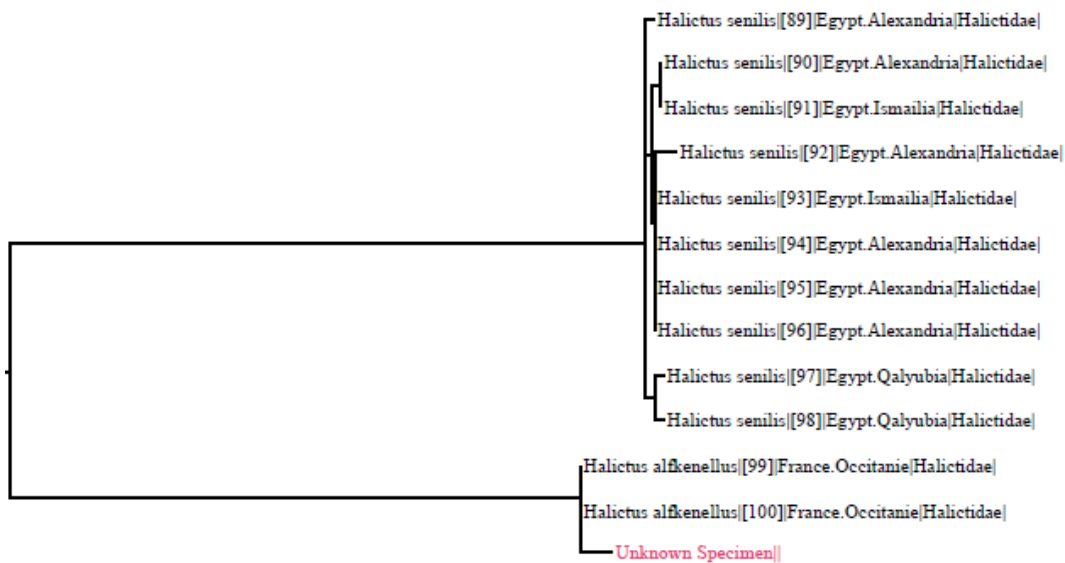 Halictus senilis|[89]|Egypt.Alexandria|Halictidae|
Halictus senilis|[90]|Egypt.Alexandria|Halictidae|
Halictus senilis|[91]|Egypt.Ismailia|Halictidae|
Halictus senilis|[92]|Egypt.Alexandria|Halictidae|
Halictus senilis|[93]|Egypt.Ismailia|Halictidae|
Halictus senilis|[94]|Egypt.Alexandria|Halictidae|
Halictus senilis|[95]|Egypt.Alexandria|Halictidae|
Halictus senilis|[96]|Egypt.Alexandria|Halictidae|
Halictus senilis|[97]|Egypt.Qalyubia|Halictidae|
Halictus senilis|[98]|Egypt.Qalyubia|Halictidae|
Halictus alfkenellus|[99]|France.Occitanie|Halictidae|
Halictus alfkenellus|[100]|France.Occitanie|Halictidae|
Unknown Specimen||